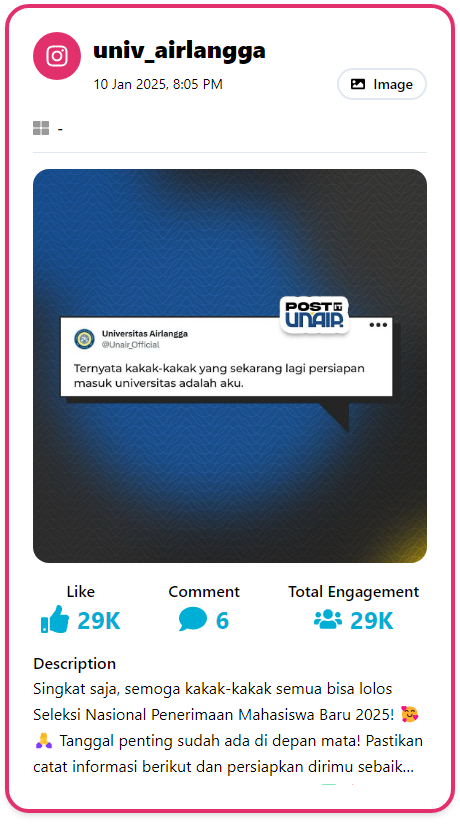 univ_airlangga
10 Jan 2025, 8:05 PM
Image
-
POST IT
UNAIR
Universitas Airlangga
@Unair_Official
Ternyata kakak-kakak yang sekarang lagi persiapan
masuk universitas adalah aku.
Like
Comment
Total Engagement
29K
6
29K
Description
Singkat saja, semoga kakak-kakak semua bisa lolos
Seleksi Nasional Penerimaan Mahasiswa Baru 2025! 🥰
🙏 Tanggal penting sudah ada di depan mata! Pastikan
catat informasi berikut dan persiapkan dirimu sebaik...